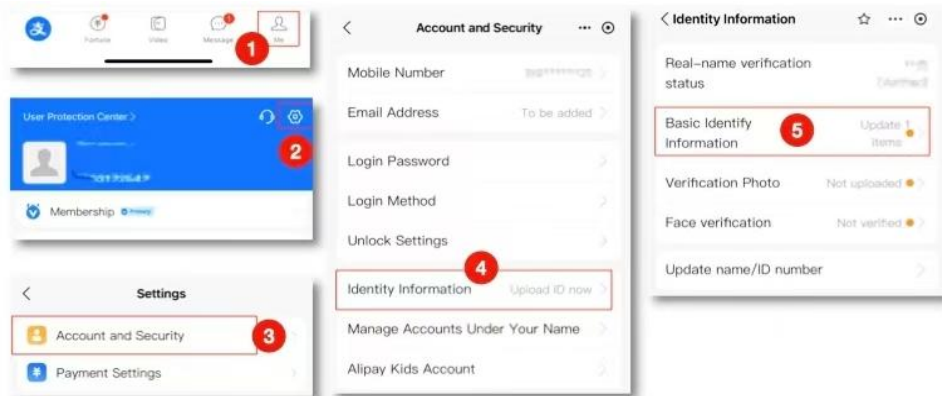 支
Fortune
Video
Message
Me
1
User Protection Center >
2
Membership Primary
Settings
Account and Security
3
Payment Settings
Account and Security
Mobile Number
Email Address To be added
Login Password
Login Method
Unlock Settings
4
Identity Information Upload ID now
Manage Accounts Under Your Name
Alipay Kids Account
Identity Information
Real-name verification
status (Verified)
Basic Identify Update 1
5
Information items
Verification Photo Not uploaded
Face verification Not verified
Update name/ID number